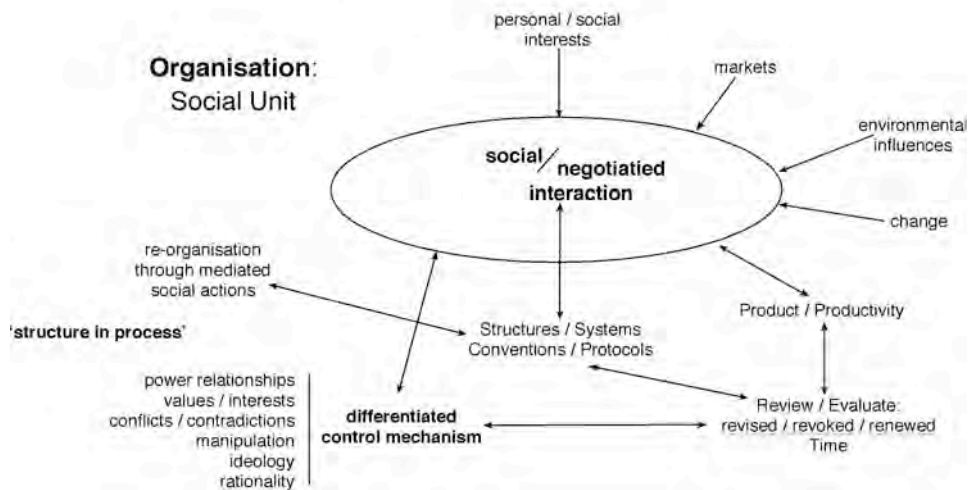 personal / social
interests
Organisation:
Social Unit
markets
environmental
influences
social /
negotiatied
interaction
change
re-organisation
through mediated
social actions
Product / Productivity
'structure in process'
Structures / Systems
Conventions / Protocols
power relationships
values / interests
conflicts / contradictions
manipulation
ideology
rationality
differentiated
control mechanism
Review / Evaluate:
revised / revoked / renewed
Time